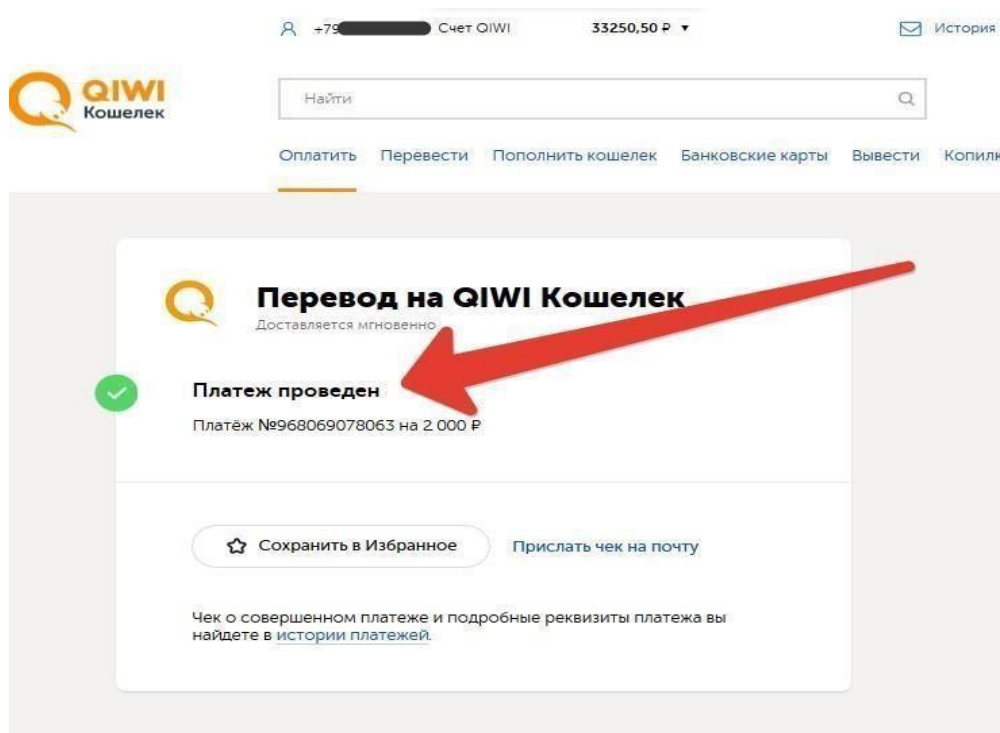 +79 Счет QIWI 33250,50 ₽ История
QIWI
Кошелек
Найти
Оплатить Перевести Пополнить кошелек Банковские карты Вывести Копилк
Перевод на QIWI Кошелек
Доставляется мгновенно
Платеж проведен
Платёж №968069078063 на 2 000 ₽
Сохранить в Избранное Прислать чек на почту
Чек о совершенном платеже и подробные реквизиты платежа вы
найдете в истории платежей.